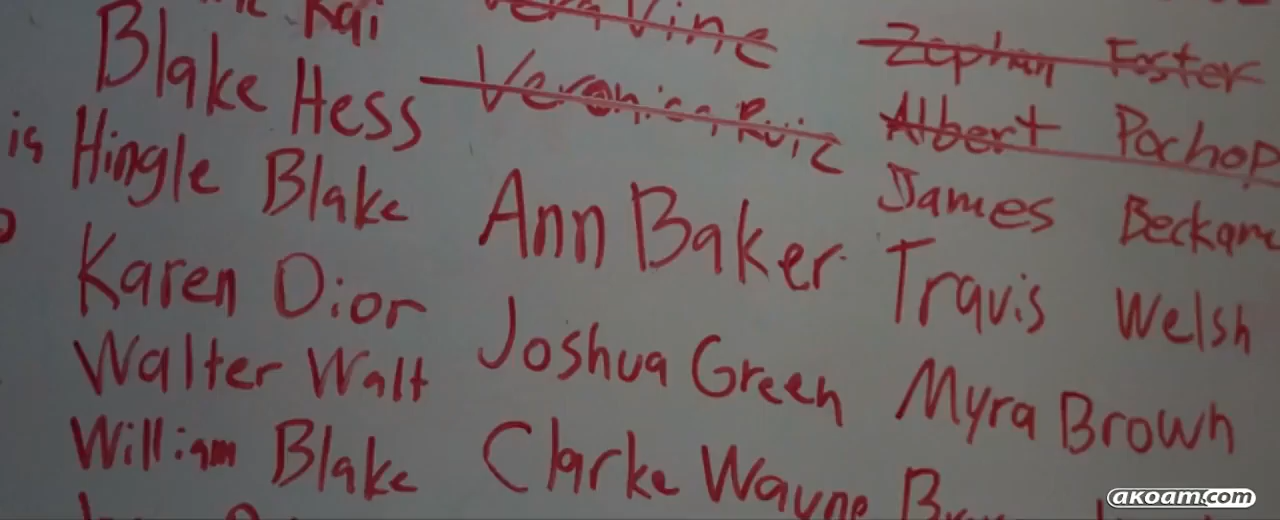 Kai
Blake Hess
is Hingle Blake
Karen Dior
Walter Walt
William Blake
Vera Vine
Veronica Ruiz
Ann Baker
Joshua Green
Clarke Wayne
Zephan Foster
Albert Pochop
James
Travis Welsh
Myra Brown
akoam.com